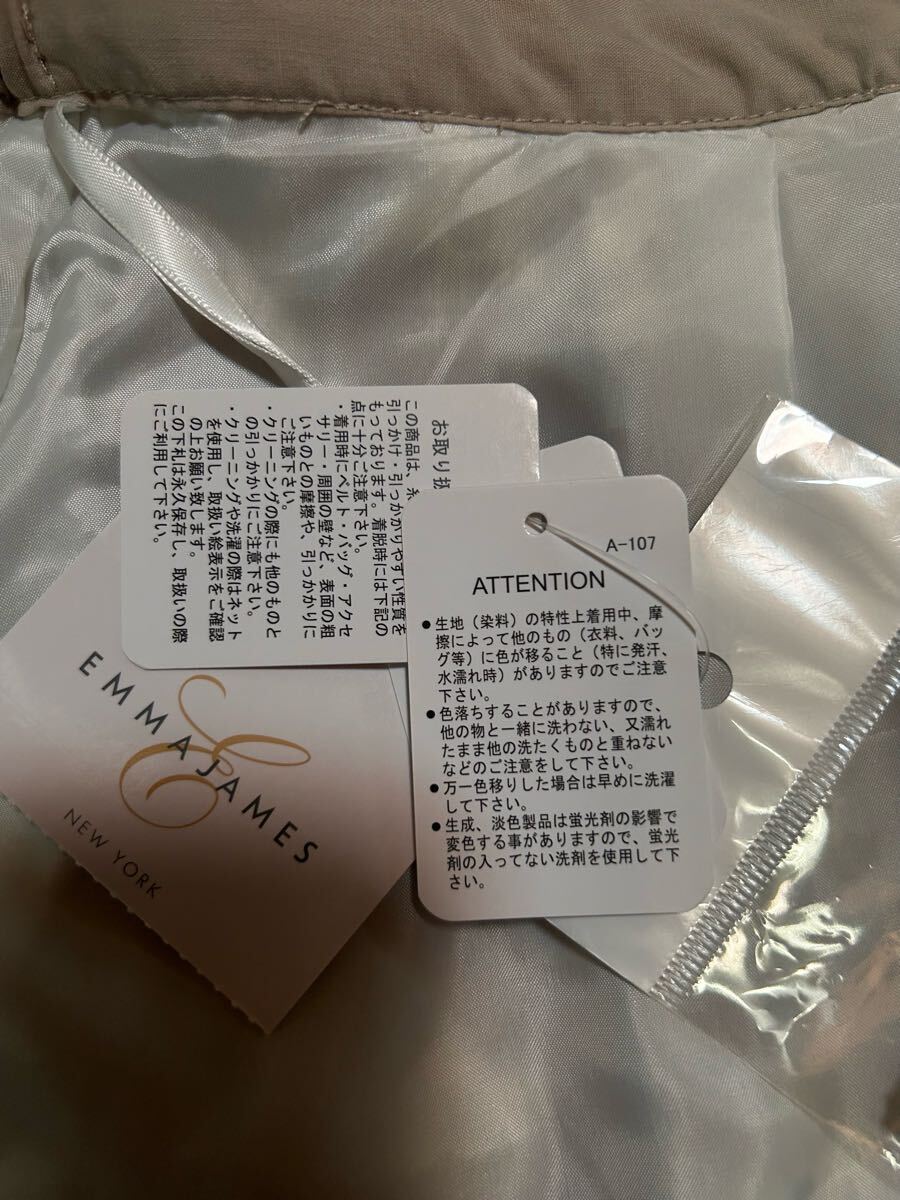 お取り扱
この商品は、
引っかけ・引っかかりやすい性質を
もっております。着脱時には下記の
点に十分ご注意下さい。
・着用時にベルト・バッグ・アクセ
サリー・周囲の壁など、表面の粗
いものとの摩擦や、引っかかりに
ご注意下さい。
・クリーニングの際にも他のものと
の引っかかりにご注意下さい。
・クリーニングや洗濯の際はネット
を使用し、取扱い絵表示をご確認
の上お願い致します。
この下札は永久保存し、取扱いの際
にご利用して下さい。
A-107
ATTENTION
●生地（染料）の特性上着用中、摩
擦によって他のもの（衣料、バッ
グ等）に色が移ること（特に発汗、
水濡れ時）がありますのでご注意
下さい。
●色落ちすることがありますので、
他の物と一緒に洗わない、又濡れ
たまま他の洗たくものと重ねない
などのご注意をして下さい。
●万一色移りした場合は早めに洗濯
して下さい。
●生成、淡色製品は蛍光剤の影響で
変色する事がありますので、蛍光
剤の入ってない洗剤を使用して下
さい。
EMMAJAMES
NEW YORK